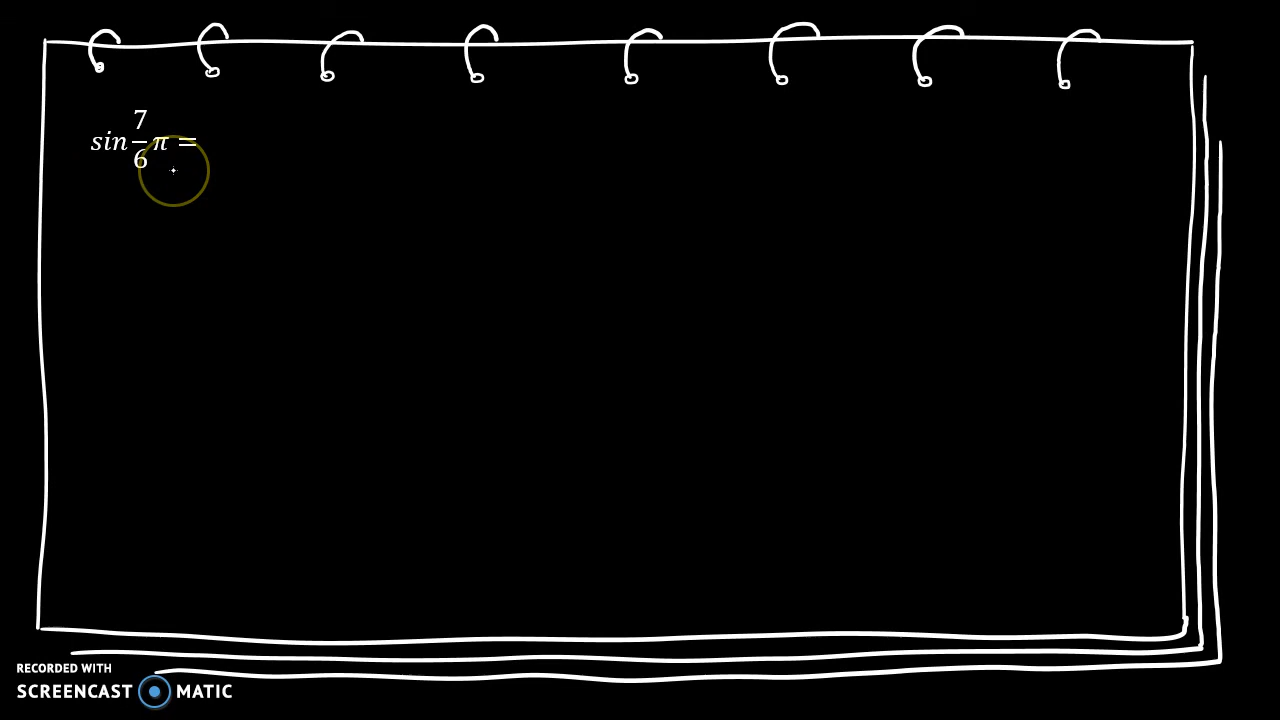 sin 7/6 π =
RECORDED WITH
SCREENCAST MATIC